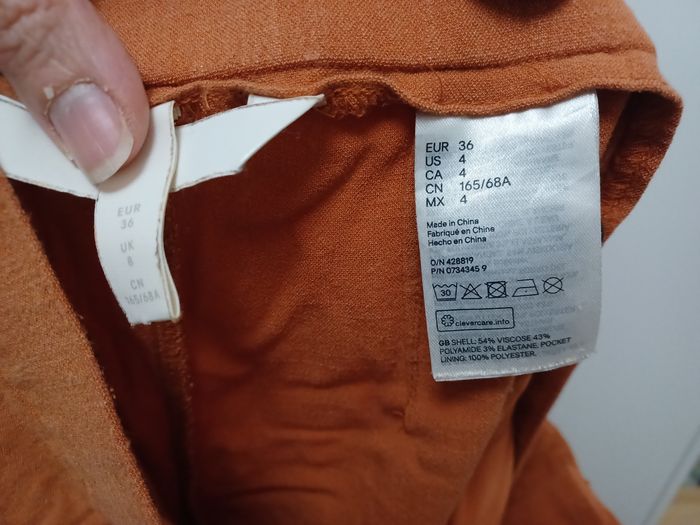 EUR
36
UK
8
CN
165/68A
EUR 36
US 4
CA 4
CN 165/68A
MX 4
Made in China
Fabriqué en Chine
Hecho en China
O/N 428819
P/N 0734345 9
30
clevercare.info
GB SHELL: 54% VISCOSE 43%
POLYAMIDE 3% ELASTANE. POCKET
LINING: 100% POLYESTER.